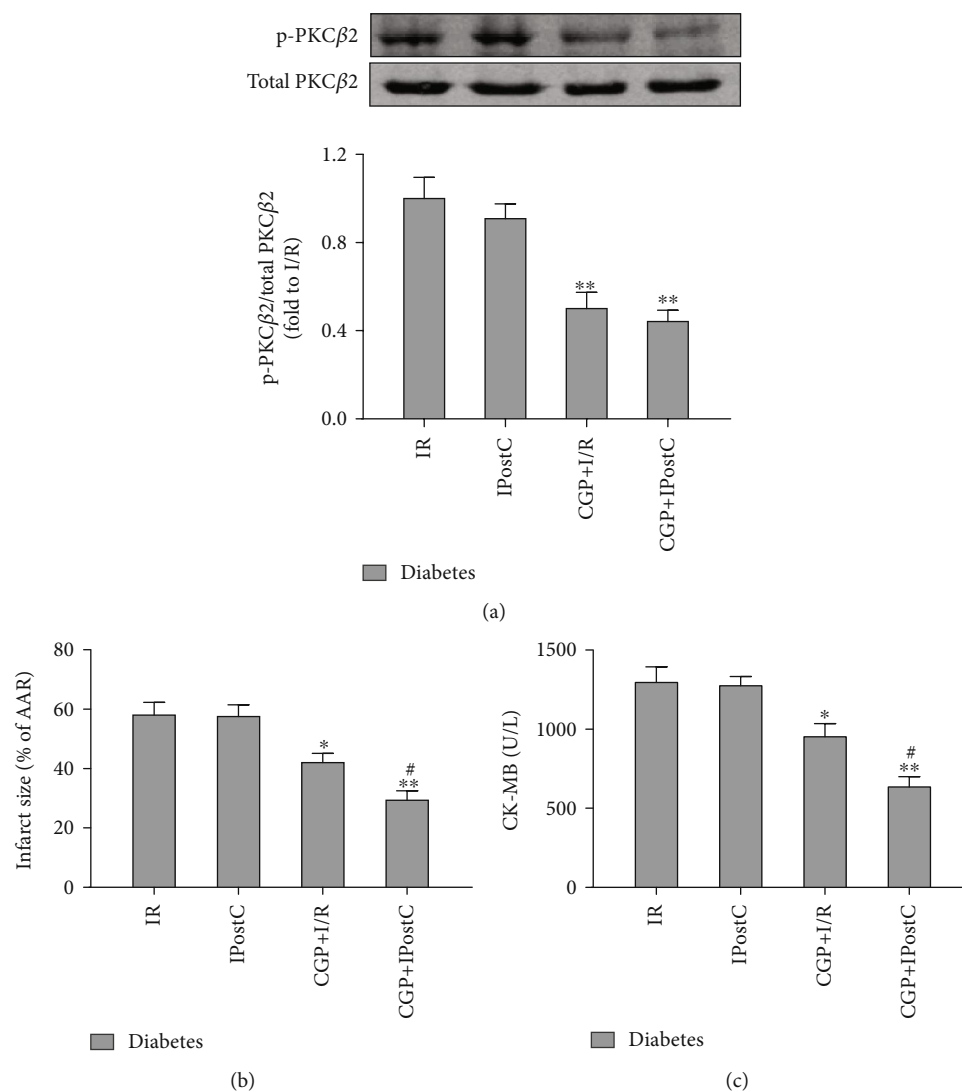 p-PKCβ2
Total PKCβ2
p-PKCβ2/total PKCβ2
(fold to I/R)
1.2
0.8
0.4
0.0
**
**
IR
IPostC
CGP+I/R
CGP+IPostC
Diabetes
(a)
Infarct size (% of AAR)
80
60
40
20
0
*
#
**
IR
IPostC
CGP+I/R
CGP+IPostC
Diabetes
(b)
CK-MB (U/L)
1500
1000
500
0
*
#
**
IR
IPostC
CGP+I/R
CGP+IPostC
Diabetes
(c)